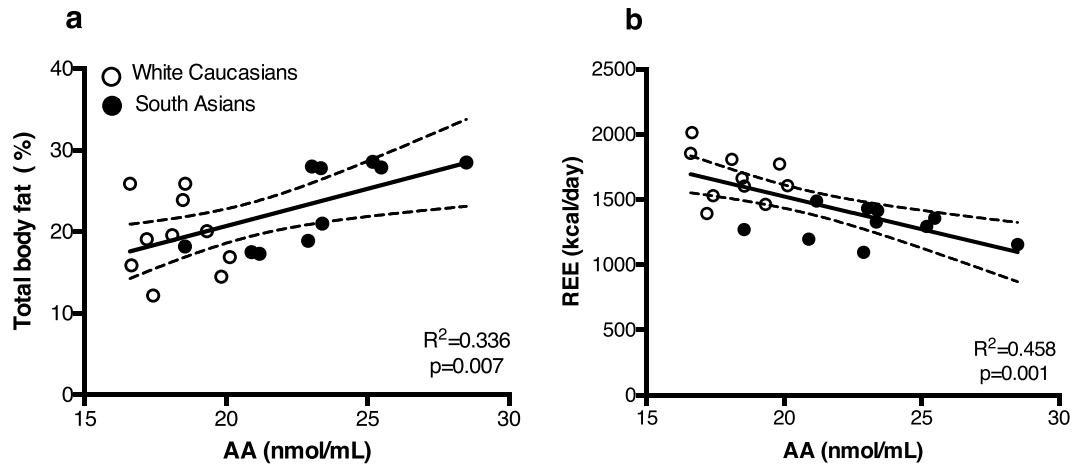 a
Total body fat (%)
40
30
20
10
0
White Caucasians
South Asians
R²=0.336
p=0.007
15 20 25 30
AA (nmol/mL)
b
REE (kcal/day)
2500
2000
1500
1000
500
0
R²=0.458
p=0.001
15 20 25 30
AA (nmol/mL)